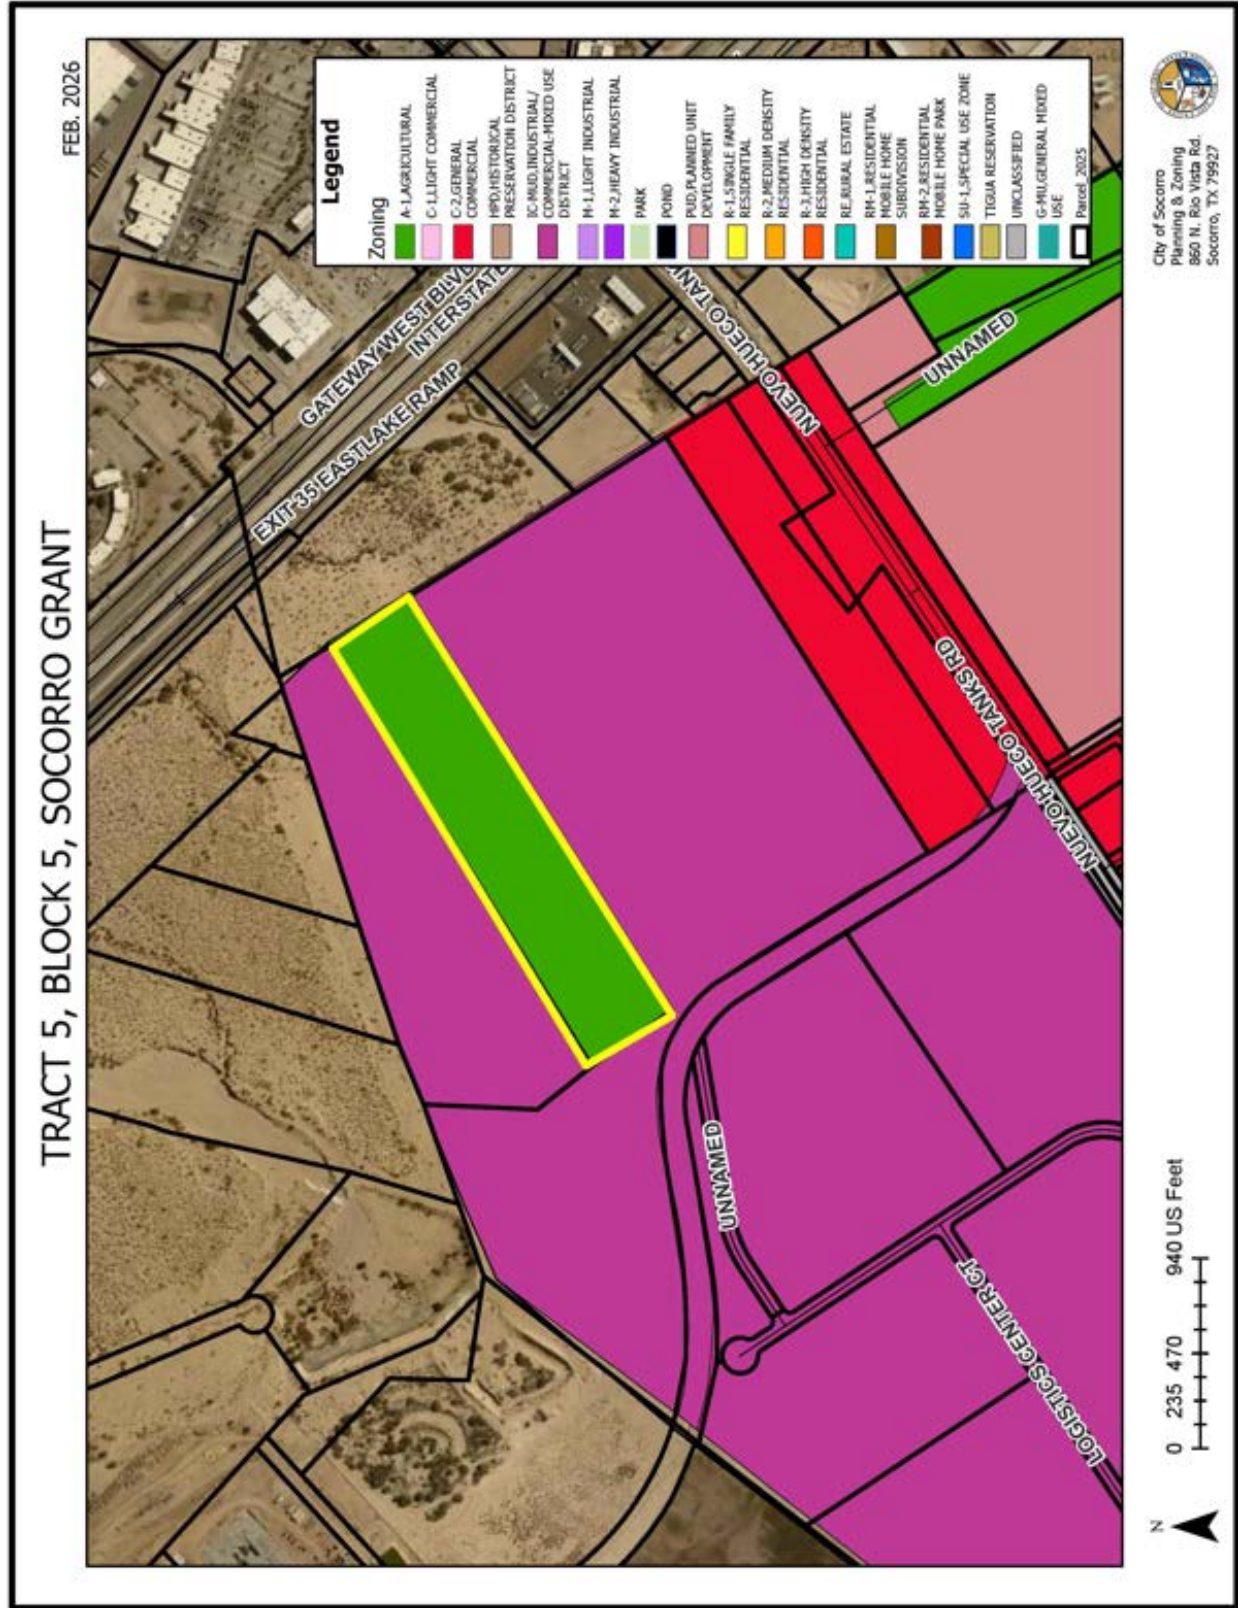 TRACT 5, BLOCK 5, SOCORRO GRANT
FEB. 2026
GATEWAY WEST BLV
INTERSTATE
EXIT 35 EASTLAKE RAMP
NUEVO HUECO TAN
NUEVO HUECO TANKS RD
NUEVO HUECO
NUEVO HUECO TANKS RD
UNNAMED
UNNAMED
LOGISTICS CENTER CT
Legend
Zoning
A-1,AGRICULTURAL
C-1,LIGHT COMMERCIAL
C-2,GENERAL
COMMERCIAL
HPD,HISTORICAL
PRESERVATION DISTRICT
IC-MUD,INDUSTRIAL/
COMMERCIAL-MIXED USE
DISTRICT
M-1,LIGHT INDUSTRIAL
M-2,HEAVY INDUSTRIAL
PARK
POND
PUD,PLANNED UNIT
DEVELOPMENT
R-1,SINGLE FAMILY
RESIDENTIAL
R-2,MEDIUM DENSITY
RESIDENTIAL
R-3,HIGH DENSITY
RESIDENTIAL
RE,RURAL ESTATE
RM-1,RESIDENTIAL
MOBILE HOME
SUBDIVISION
RM-2,RESIDENTIAL
MOBILE HOME PARK
SU-1,SPECIAL USE ZONE
TIGUA RESERVATION
UNCLASSIFIED
G-MU,GENERAL MIXED
USE
Parcel_2025
N
0 235 470 940 US Feet
City of Socorro
Planning & Zoning
860 N. Rio Vista Rd.
Socorro, TX 79927